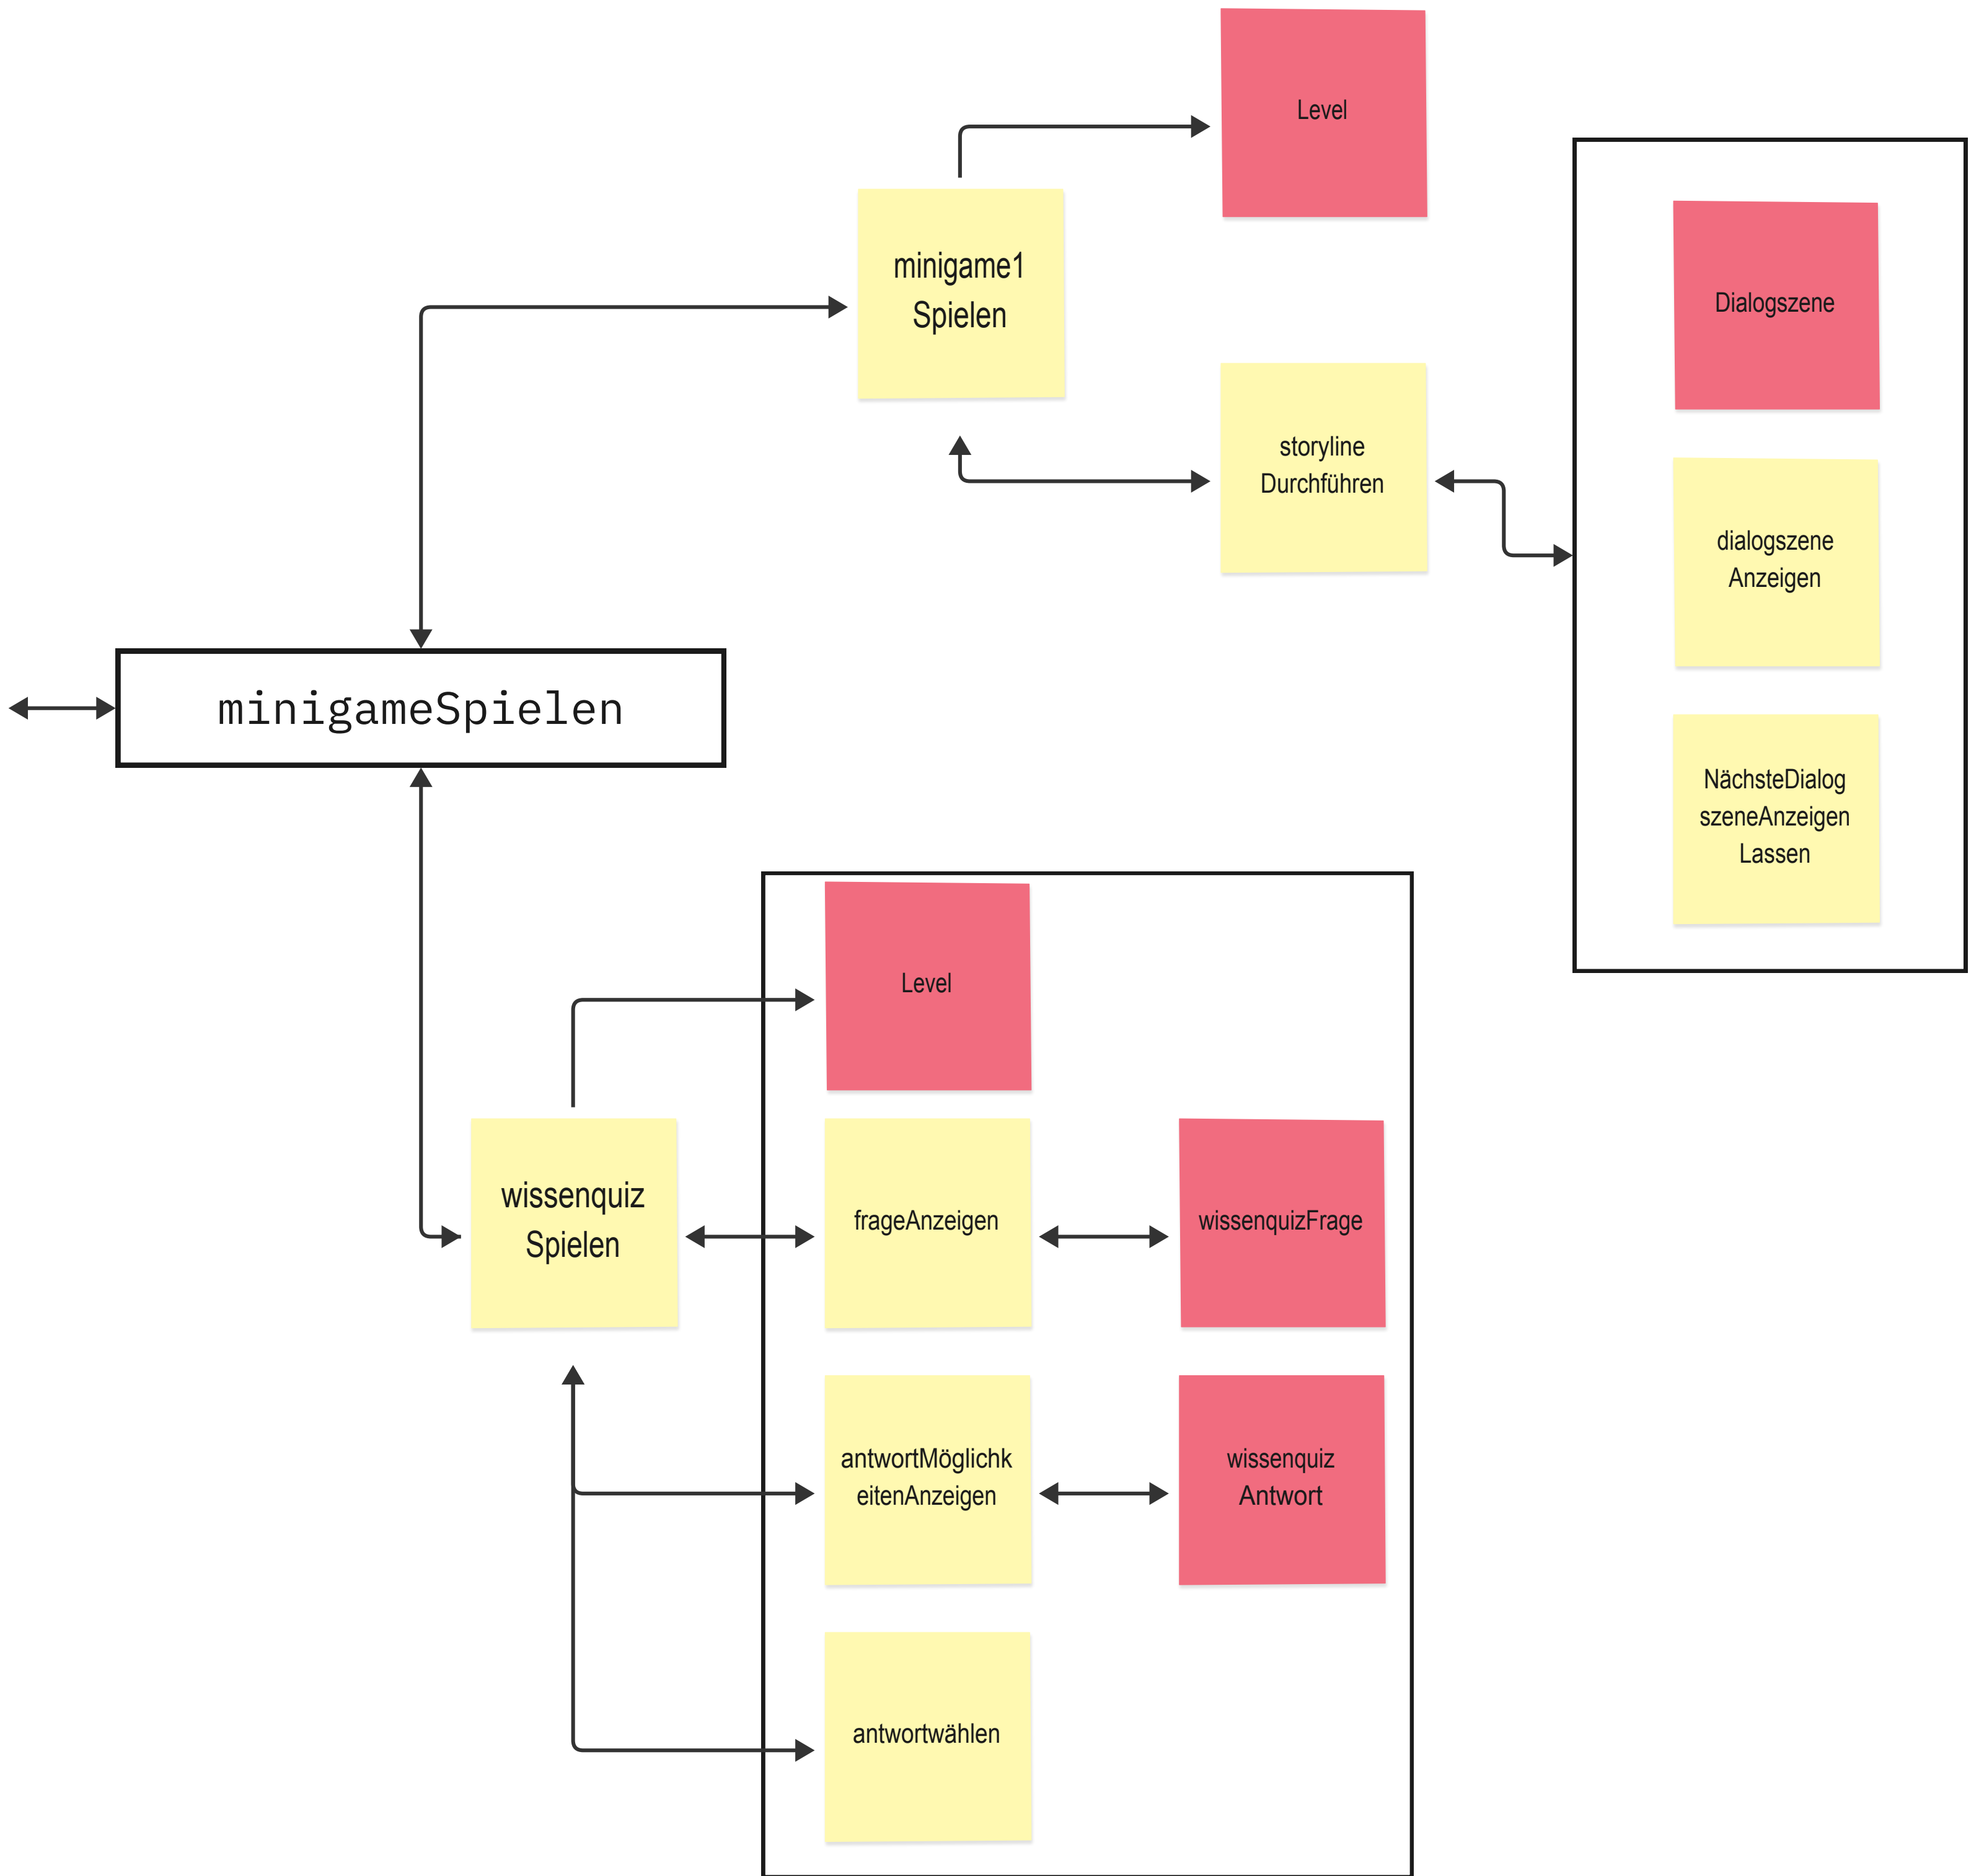 Level
minigame1
Spielen
Dialogszene
storyline
Durchführen
dialogszene
Anzeigen
minigameSpielen
NächsteDialog
szeneAnzeigen
Lassen
Level
wissenquiz
Spielen
frageAnzeigen
wissenquizFrage
antwortMöglichk
eitenAnzeigen
wissenquiz
Antwort
antwortwählen